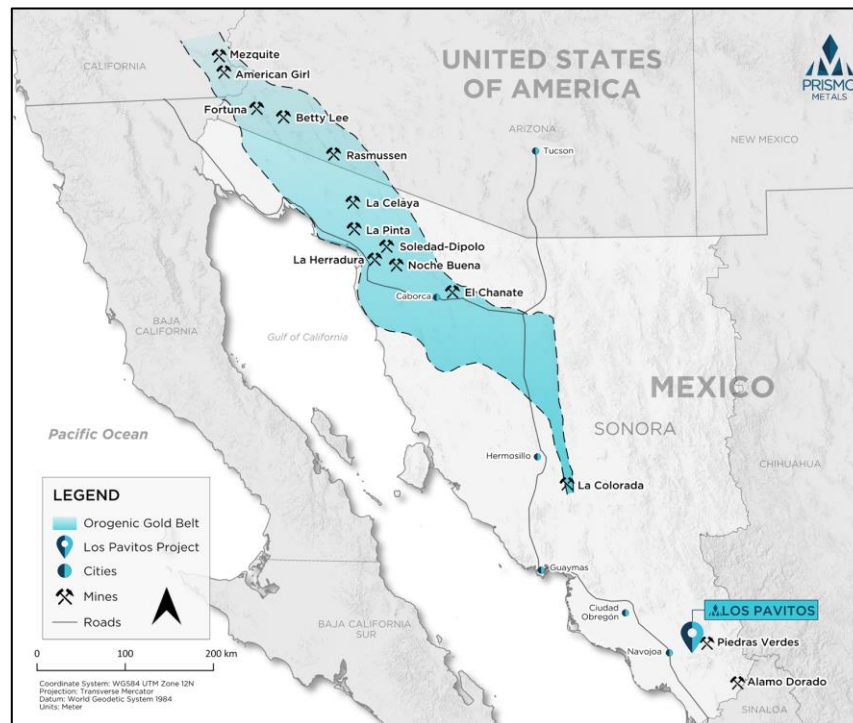 Mezquite
CALIFORNIA
American Girl
UNITED STATES
OF AMERICA
PRISMO
METALS
Fortuna
Betty Lee
ARIZONA
NEW MEXICO
Rasmussen
Tucson
La Celaya
La Pinta
Soledad-Dipolo
La Herradura
Noche Buena
El Chanate
Caborca
BAJA
CALIFORNIA
Gulf of California
MEXICO
Pacific Ocean
SONORA
Hermosillo
CHIHUAHUA
La Colorada
LEGEND
Orogenic Gold Belt
Los Pavitos Project
Cities
Mines
Roads
Guaymas
BAJA CALIFORNIA
SUR
LOS PAVITOS
Ciudad
Obregón
Navojoa
Piedras Verdes
Alamo Dorado
SINALOA
0 100 200 km
Coordinate System: WGS84 UTM Zone 12N
Projection: Transverse Mercator
Datum: World Geodetic System 1984
Units: Meter